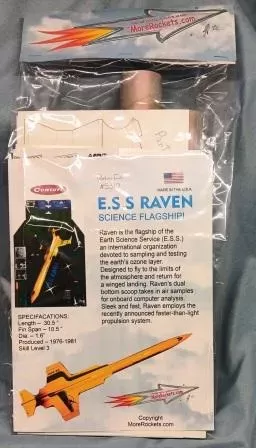 www.morerockets.com
MoreRockets.com
CENTURI
MADE IN THE U.S.A.
E.S.S RAVEN
SCIENCE FLAGSHIP!
Raven is the flagship of the
Earth Science Service (E.S.S.)
an international organization
devoted to sampling and testing
the earth's ozone layer.
Designed to fly to the limits of
the atmosphere and return for
a winged landing. Raven's dual
bottom scoop takes in air samples
for onboard computer analysis.
Sleek and fast, Raven employs the
recently announced faster-than-light
propulsion system.
SPECIFACATIONS:
Length – 30.5"
Fin Span – 10.5"
Dia. – 1.6"
Produced – 1976-1981
Skill Level 3
Copyright
MoreRockets.com